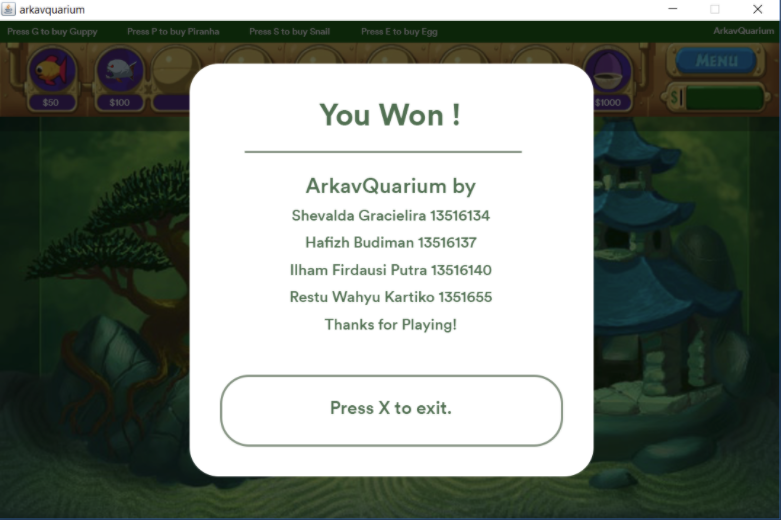 arkavquarium
Press G to buy Guppy Press P to buy Piranha Press S to buy Snail Press E to buy Egg ArkavQuarium
MENU
$50 $100 $1000 $
You Won !
ArkavQuarium by
Shevalda Gracielira 13516134
Hafizh Budiman 13516137
Ilham Firdausi Putra 13516140
Restu Wahyu Kartiko 1351655
Thanks for Playing!
Press X to exit.